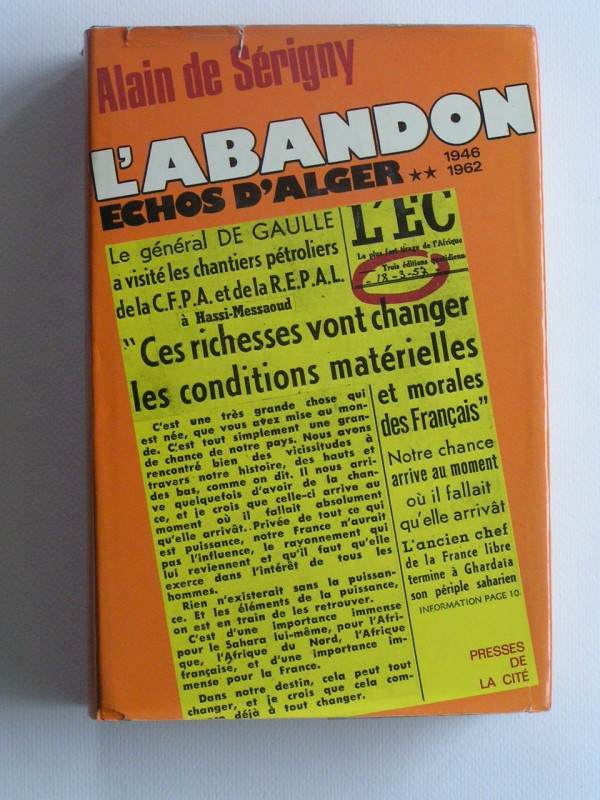 Alain de Sérigny
L'ABANDON
ECHOS D'ALGER ** 1946
1962
Le général DE GAULLE
a visité les chantiers pétroliers
de la C.F.P.A. et de la R.E.P.A.L.
à Hassi-Messaoud
L'EC
Le plus fort tirage de l'Afrique
Trois éditions quotidienn
-18-3-57-
"Ces richesses vont changer
les conditions matérielles
et morales
des Français"
C'est une très grande chose qui
est née, que vous avez mise au mon-
de. C'est tout simplement une gran-
de chance de notre pays. Nous avons
rencontré bien des vicissitudes à
travers notre histoire, des hauts et
des bas, comme on dit. Il nous arri-
ve quelquefois d'avoir de la chan-
ce, et je crois que celle-ci arrive au
moment où il fallait absolument
qu'elle arrivât. Privée de tout ce qui
est puissance, notre France n'aurait
pas l'influence, le rayonnement qui
lui reviennent et qu'il faut qu'elle
exerce dans l'intérêt de tous les
hommes.
Rien n'existerait sans la puissan-
ce. Et les éléments de la puissance,
on est en train de les retrouver.
C'est d'une importance immense
pour le Sahara lui-même, pour l'Afri-
que, l'Afrique du Nord, l'Afrique
française, et d'une importance im-
mense pour la France.
Dans notre destin, cela peut tout
changer, et je crois que cela com-
déjà à tout changer.
Notre chance
arrive au moment
où il fallait
qu'elle arrivât
L'ancien chef
de la France libre
termine à Ghardaia
son périple saharien
INFORMATION PAGE 10
PRESSES
DE
LA CITÉ